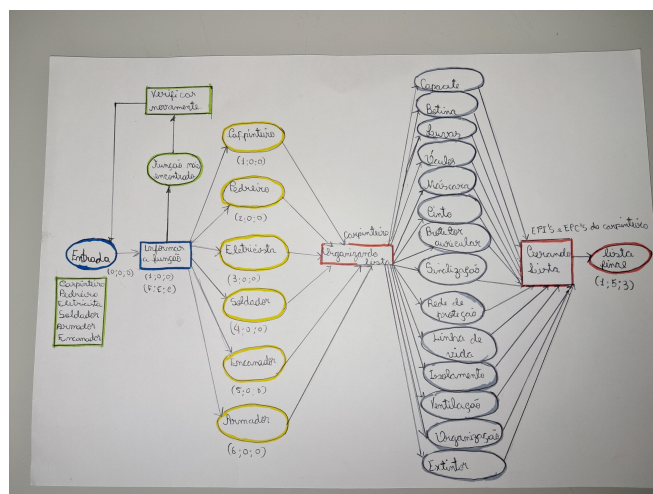 Verificar
novamente
Função não
encontrada
Entrada
(0;0;0)
Informar
a função
(1;0;0)
Carpinteiro
Pedreiro
Eletricista
Soldador
Armador
Encanador
Carpinteiro
(1;0;0)
Pedreiro
(2;0;0)
Eletricista
(3;0;0)
Soldador
(4;0;0)
Encanador
(5;0;0)
Armador
(6;0;0)
Carpinteiro
Organizando
lista
Capacete
Botina
Luvas
Óculos
Máscara
Cinto
Protetor
auricular
Sinalização
Rede de
proteção
Linha de
vida
Isolamento
Ventilação
Organização
Extintor
EPI'S e EPC'S do carpinteiro
Gerando
lista
Lista
final
(1;5;3)